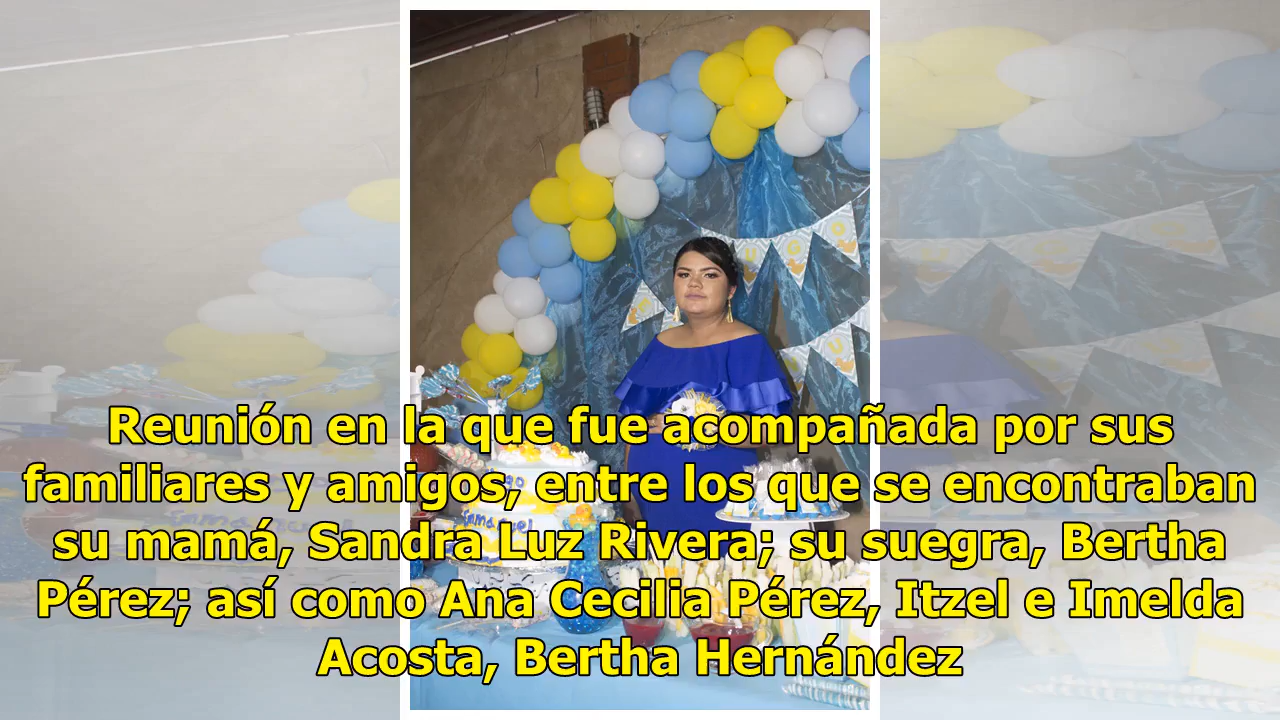 U G O
U
Reunión en la que fue acompañada por sus
familiares y amigos, entre los que se encontraban
su mamá, Sandra Luz Rivera; su suegra, Bertha
Pérez; así como Ana Cecilia Pérez, Itzel e Imelda
Acosta, Bertha Hernández